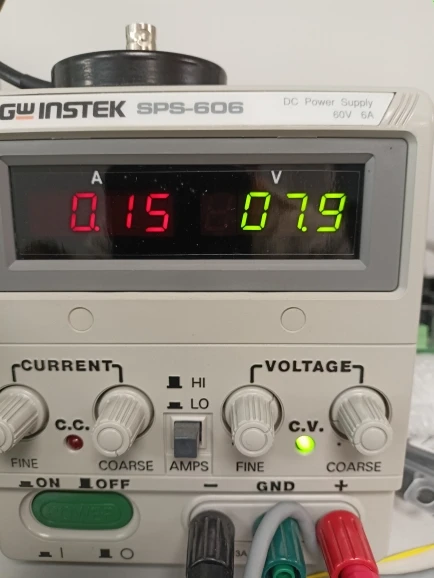 GW INSTEK SPS-606 DC Power Supply
60V 6A
A V
0.15 07.9
CURRENT HI VOLTAGE
LO
C.C. C.V.
FINE COARSE AMPS FINE COARSE
ON OFF - GND +